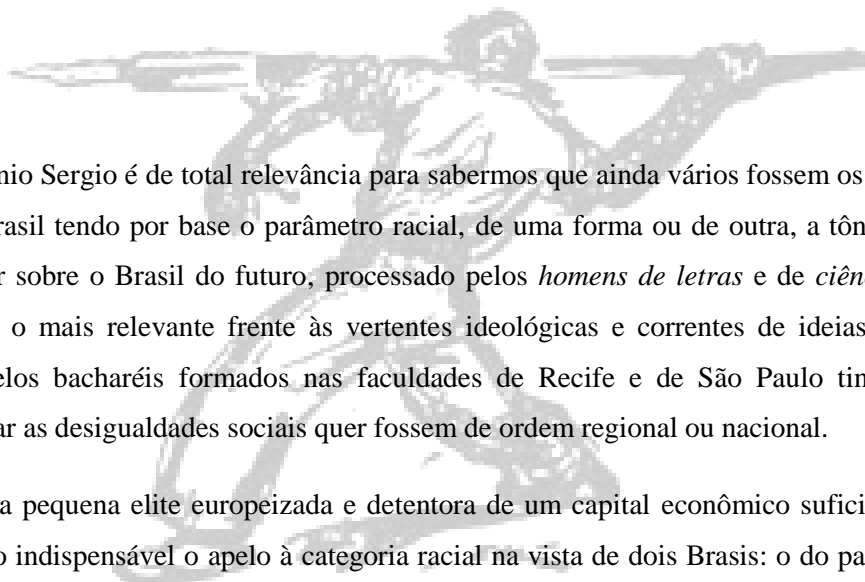 nio Sergio é de total relevância para sabermos que ainda vários fossem os
rasil tendo por base o parâmetro racial, de uma forma ou de outra, a tôn
r sobre o Brasil do futuro, processado pelos homens de letras e de ciên
o mais relevante frente às vertentes ideológicas e correntes de ideias
elos bacharéis formados nas faculdades de Recife e de São Paulo tin
ar as desigualdades sociais quer fossem de ordem regional ou nacional.
a pequena elite europeizada e detentora de um capital econômico sufici
o indispensável o apelo à categoria racial na vista de dois Brasis: o do pa